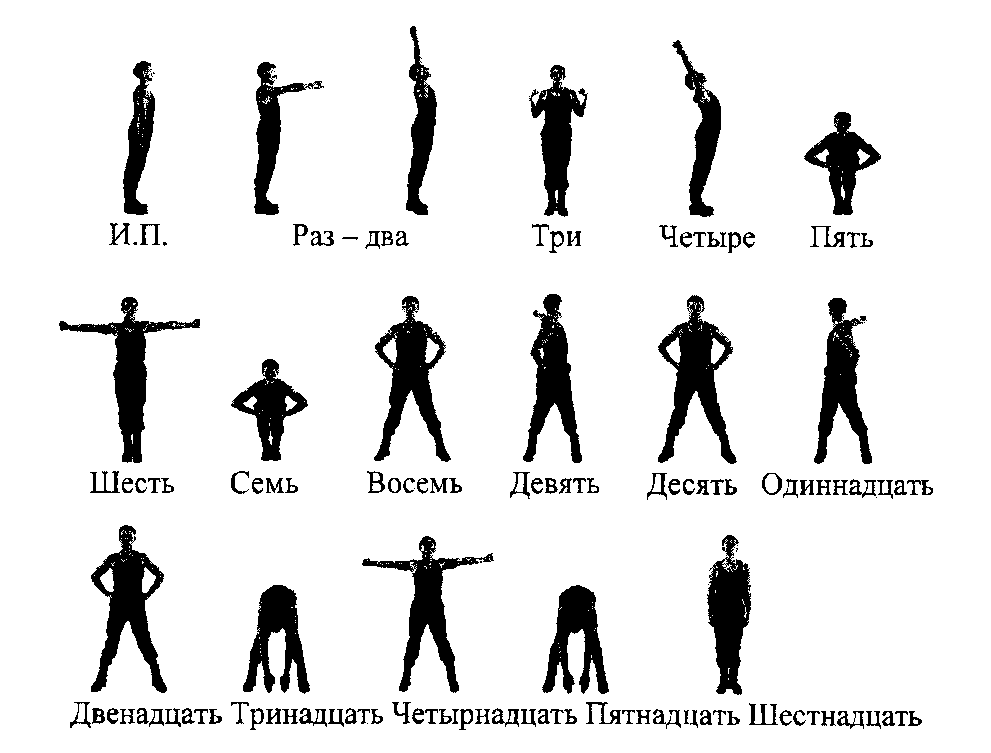 И.П. Раз – два Три Четыре Пять
Шесть Семь Восемь Девять Десять Одиннадцать
Двенадцать Тринадцать Четырнадцать Пятнадцать Шестнадцать